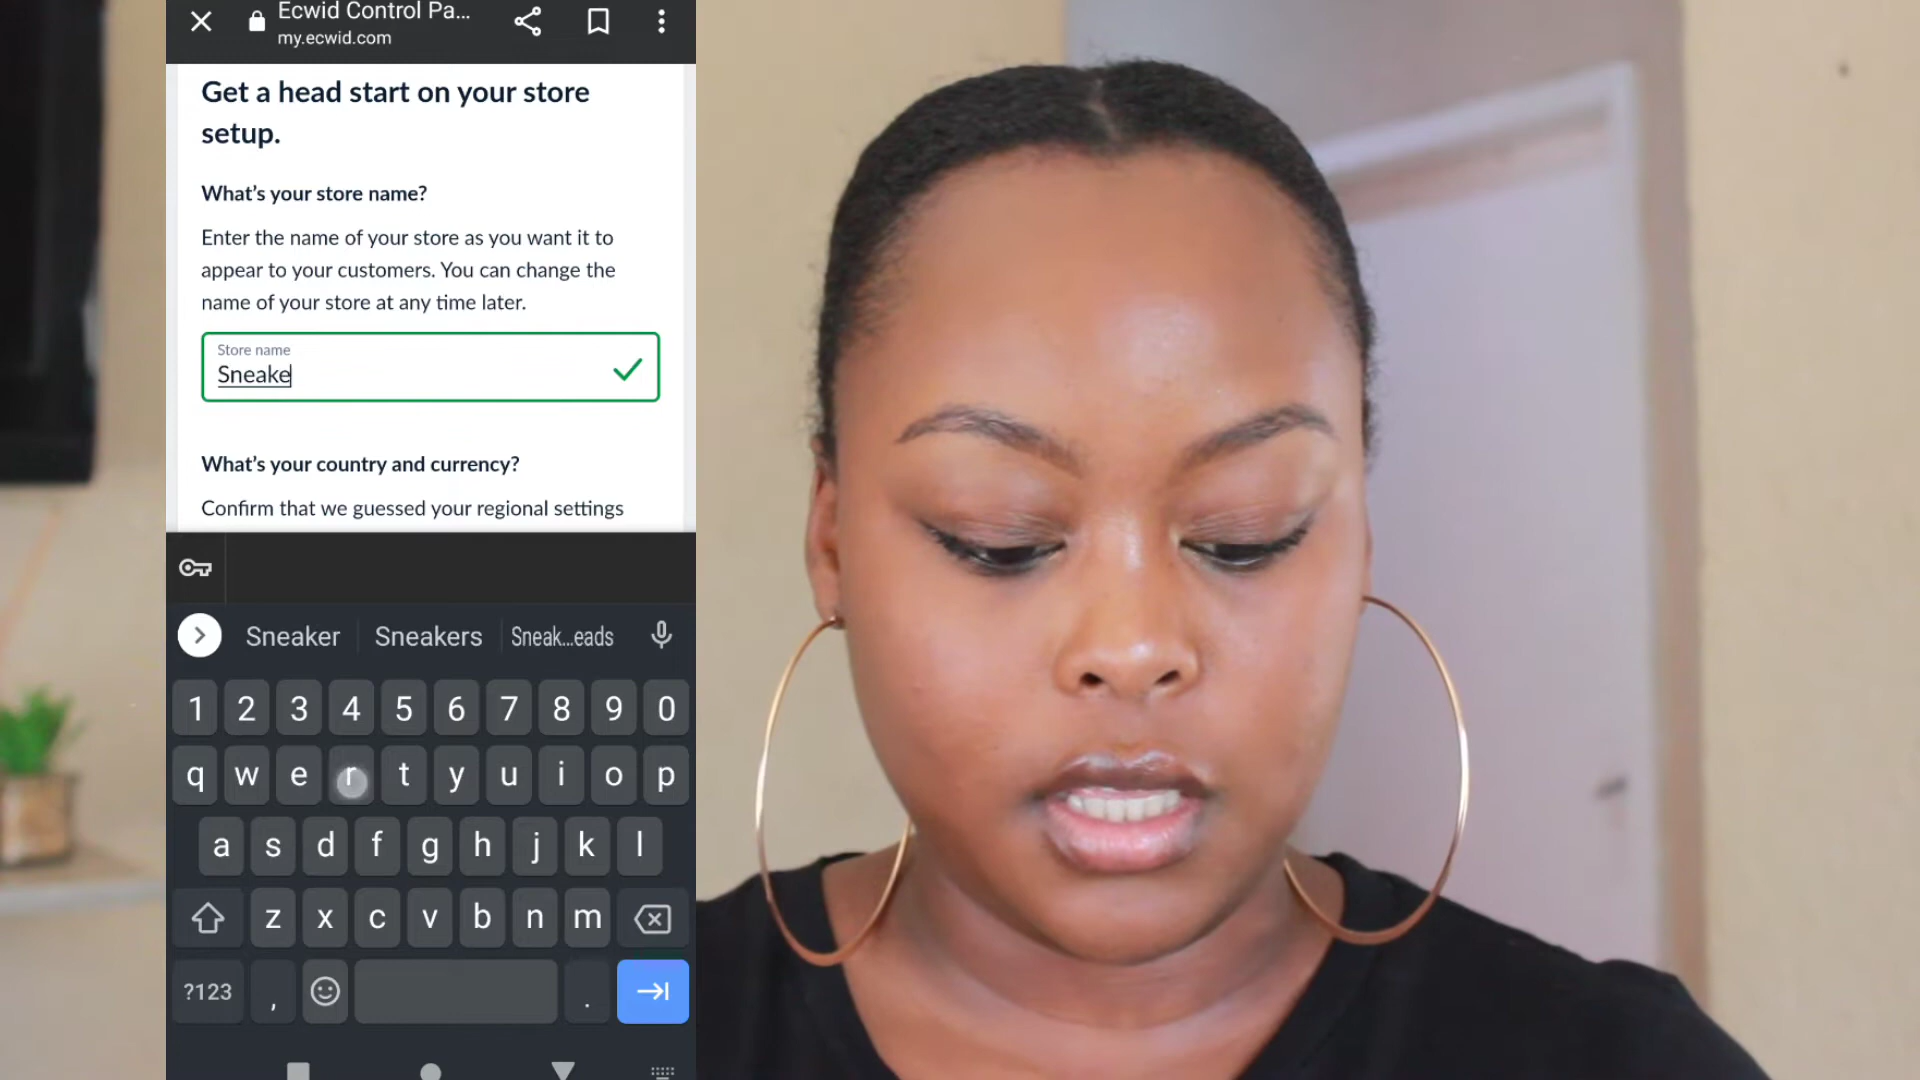 Ecwid Control Pa...
my.ecwid.com
Get a head start on your store
setup.
What's your store name?
Enter the name of your store as you want it to
appear to your customers. You can change the
name of your store at any time later.
Store name
Sneake
What's your country and currency?
Confirm that we guessed your regional settings
Sneaker Sneakers Sneak...eads
1 2 3 4 5 6 7 8 9 0
q w e r t y u i o p
a s d f g h j k l
z x c v b n m
?123 , .